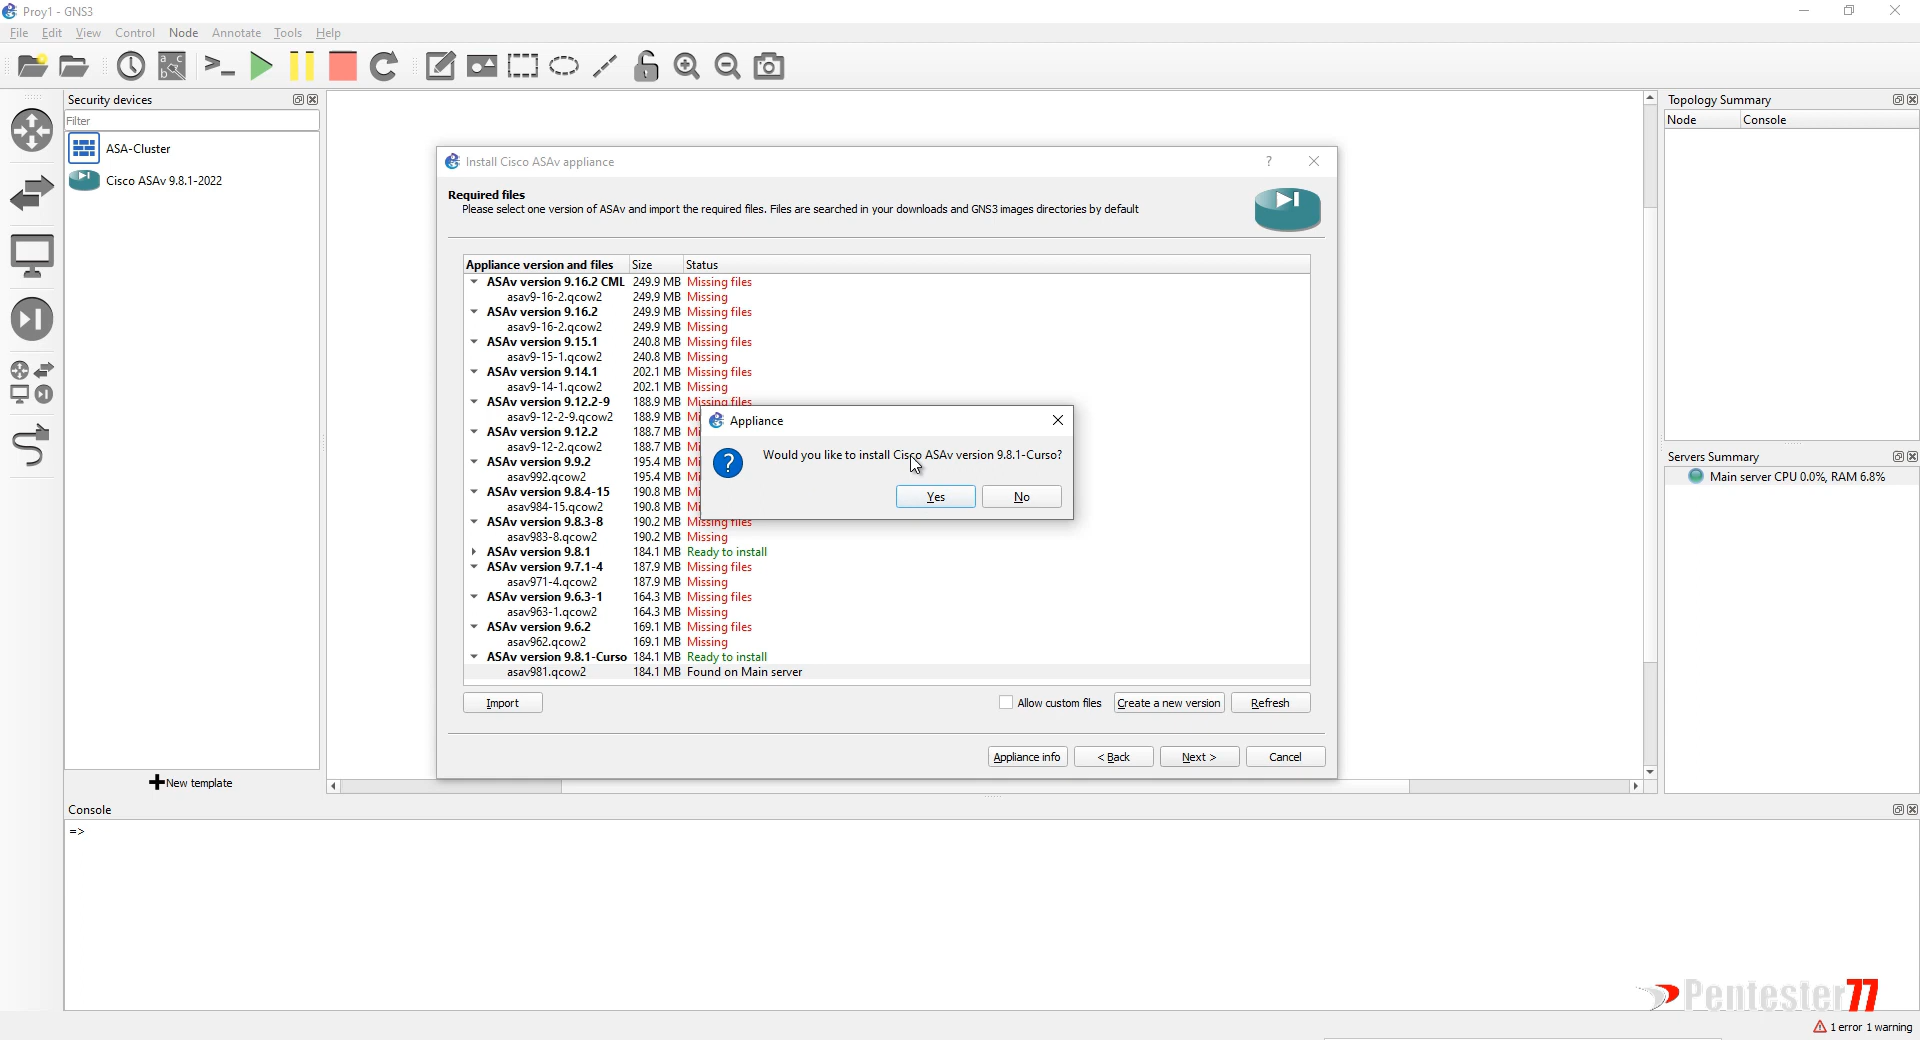 Proy1 - GNS3
File Edit View Control Node Annotate Tools Help
Security devices
Filter
ASA-Cluster
Cisco ASAv 9.8.1-2022
New template
Install Cisco ASAv appliance ?
Required files
Please select one version of ASAv and import the required files. Files are searched in your downloads and GNS3 images directories by default
Appliance version and files Size Status
ASAv version 9.16.2 CML 249.9 MB Missing files
asav9-16-2.qcow2 249.9 MB Missing
ASAv version 9.16.2 249.9 MB Missing files
asav9-16-2.qcow2 249.9 MB Missing
ASAv version 9.15.1 240.8 MB Missing files
asav9-15-1.qcow2 240.8 MB Missing
ASAv version 9.14.1 202.1 MB Missing files
asav9-14-1.qcow2 202.1 MB Missing
ASAv version 9.12.2-9 188.9 MB Missing files
asav9-12-2-9.qcow2 188.9 MB Mi
ASAv version 9.12.2 188.7 MB Mi
asav9-12-2.qcow2 188.7 MB Mi
ASAv version 9.9.2 195.4 MB Mi
asav992.qcow2 195.4 MB Mi
ASAv version 9.8.4-15 190.8 MB Mi
asav984-15.qcow2 190.8 MB Mi
ASAv version 9.8.3-8 190.2 MB Missing files
asav983-8.qcow2 190.2 MB Missing
ASAv version 9.8.1 184.1 MB Ready to install
ASAv version 9.7.1-4 187.9 MB Missing files
asav971-4.qcow2 187.9 MB Missing
ASAv version 9.6.3-1 164.3 MB Missing files
asav963-1.qcow2 164.3 MB Missing
ASAv version 9.6.2 169.1 MB Missing files
asav962.qcow2 169.1 MB Missing
ASAv version 9.8.1-Curso 184.1 MB Ready to install
asav981.qcow2 184.1 MB Found on Main server
Import Allow custom files Create a new version Refresh
Appliance info < Back Next > Cancel
Appliance
Would you like to install Cisco ASAv version 9.8.1-Curso?
Yes No
Topology Summary
Node Console
Servers Summary
Main server CPU 0.0%, RAM 6.8%
Console
=>
Pentester77
1 error 1 warning